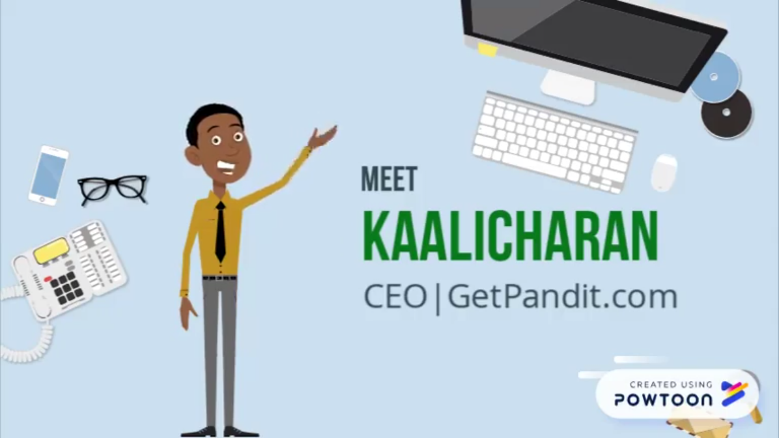 MEET
KAALICHARAN
CEO|GetPandit.com
CREATED USING
POWTOON